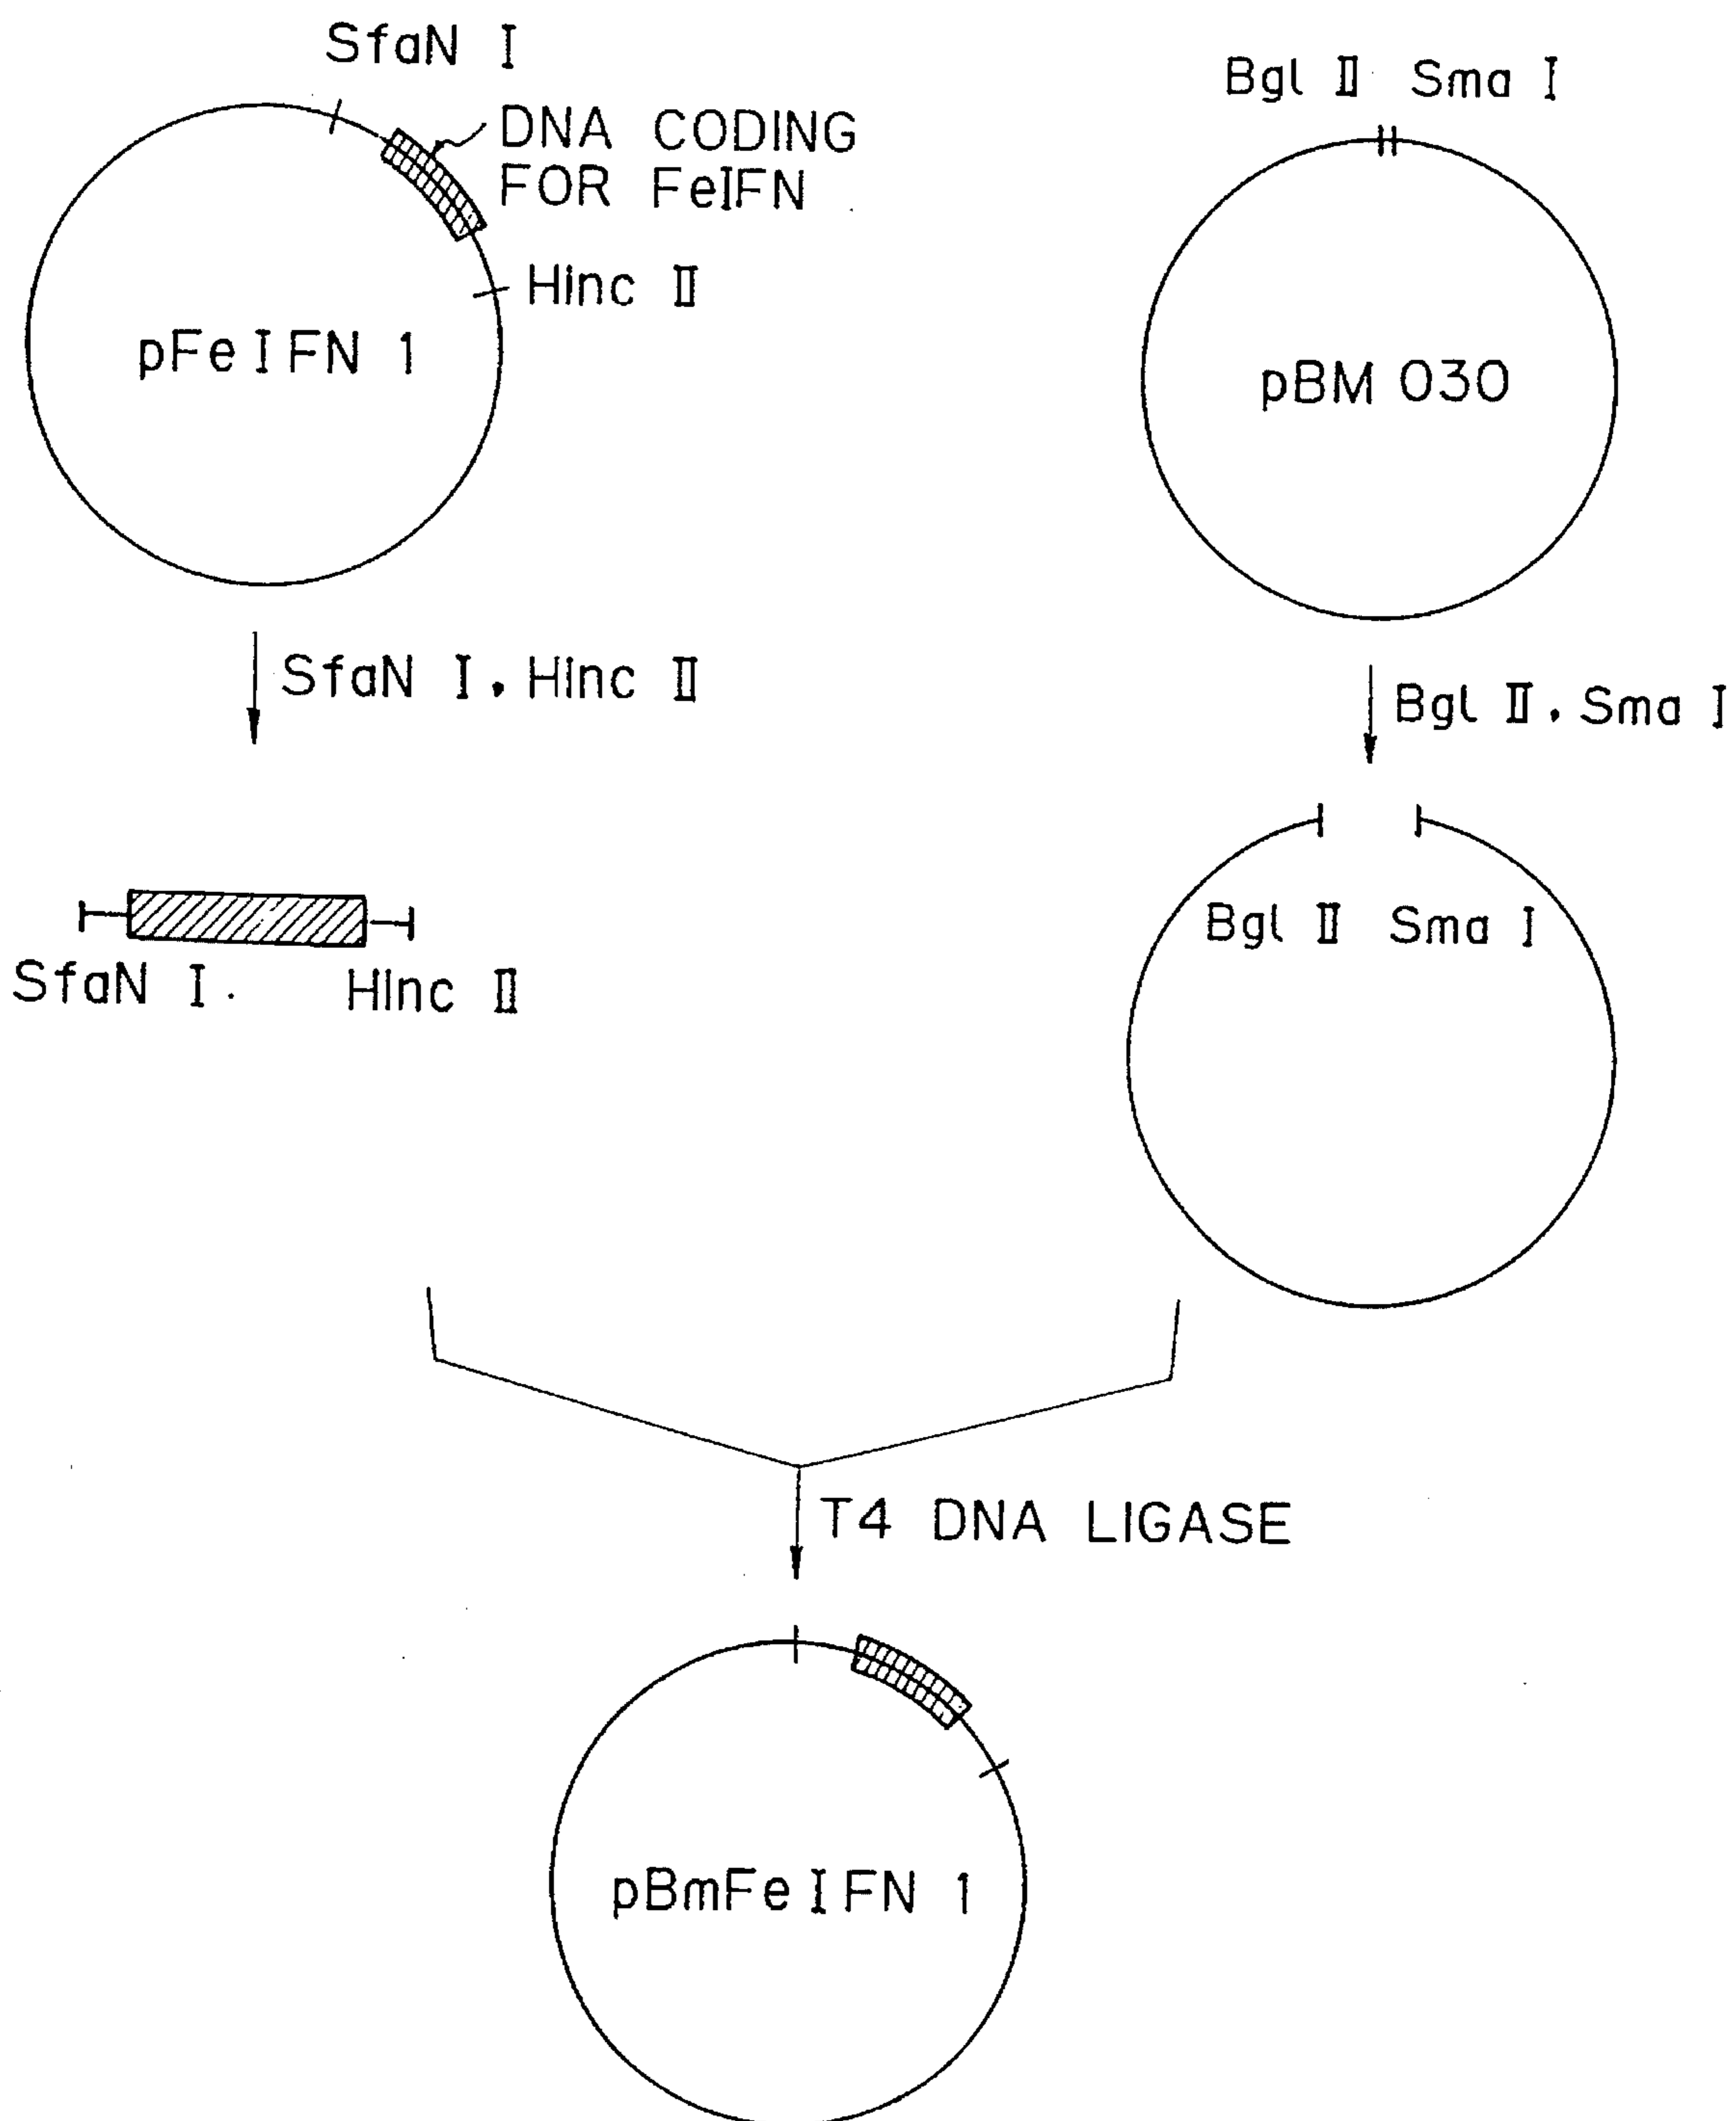 SfaN I
DNA CODING
FOR FeIFN
Hinc II
pFeIFN 1
Bgl II Sma I
pBM 030
SfaN I, Hinc II
Bgl II, Sma I
SfaN I
Hinc II
Bgl II Sma I
T4 DNA LIGASE
pBmFeIFN 1